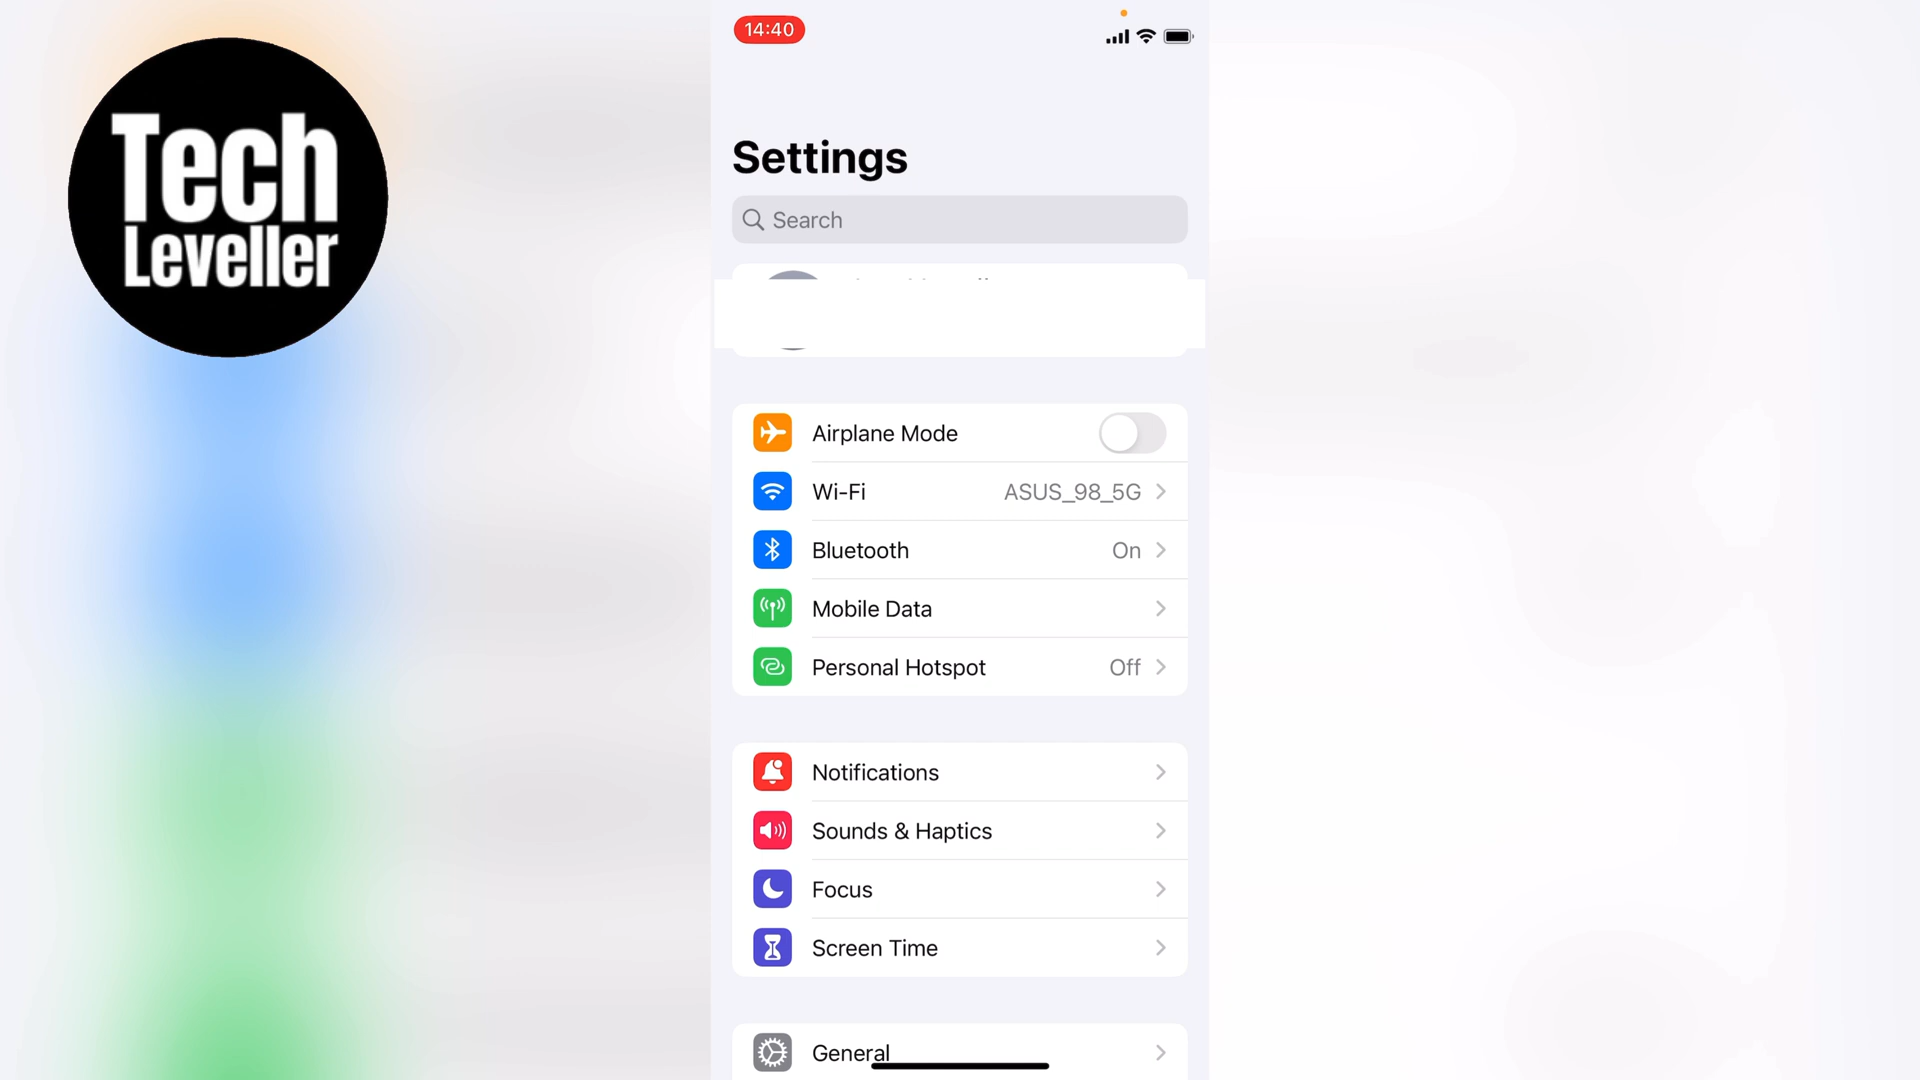 Tech
Leveller
14:40
Settings
Search
Airplane Mode
Wi-Fi ASUS_98_5G
Bluetooth On
Mobile Data
Personal Hotspot Off
Notifications
Sounds & Haptics
Focus
Screen Time
General